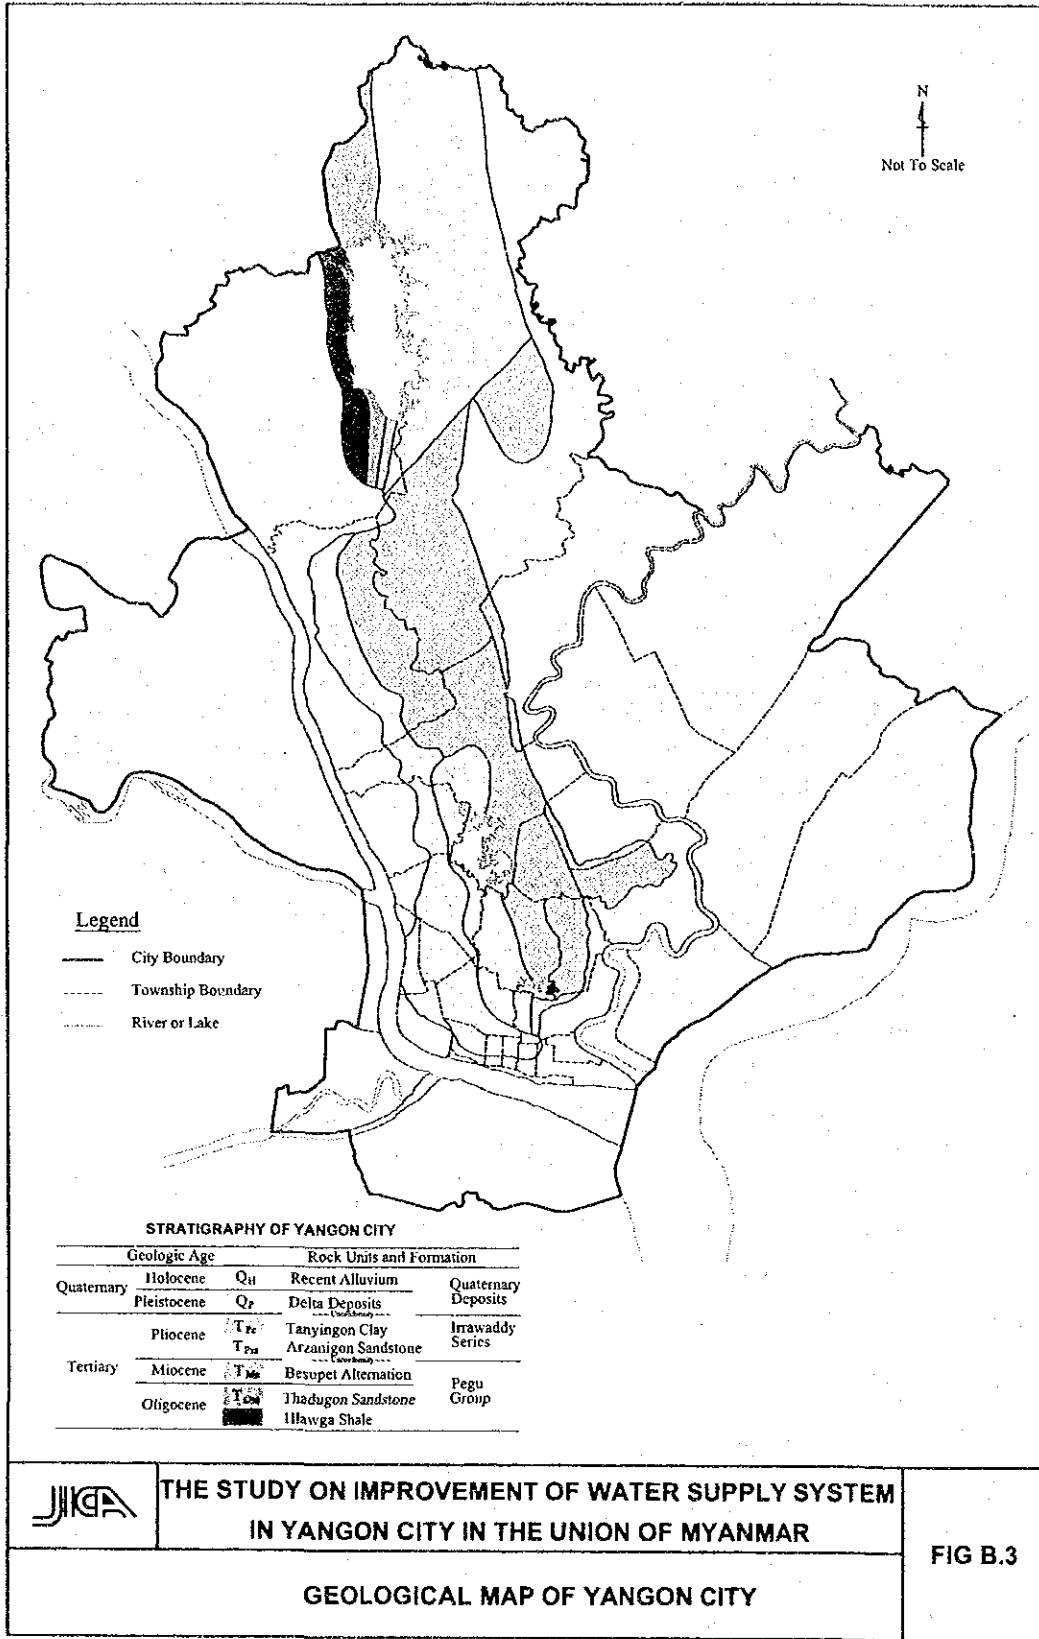 N
Not To Scale
Legend
City Boundary
Township Boundary
River or Lake
STRATIGRAPHY OF YANGON CITY
Geologic Age Rock Units and Formation
Quaternary Holocene QH Recent Alluvium Quaternary Deposits
Pleistocene QP Delta Deposits
Unconformity
Tertiary Pliocene Tanyingon Clay Irrawaddy Series
Arzanigon Sandstone
Unconformity
Miocene Besupet Alternation Pegu Group
Oligocene Thadugon Sandstone
Hlawga Shale
JICA
THE STUDY ON IMPROVEMENT OF WATER SUPPLY SYSTEM
IN YANGON CITY IN THE UNION OF MYANMAR
FIG B.3
GEOLOGICAL MAP OF YANGON CITY